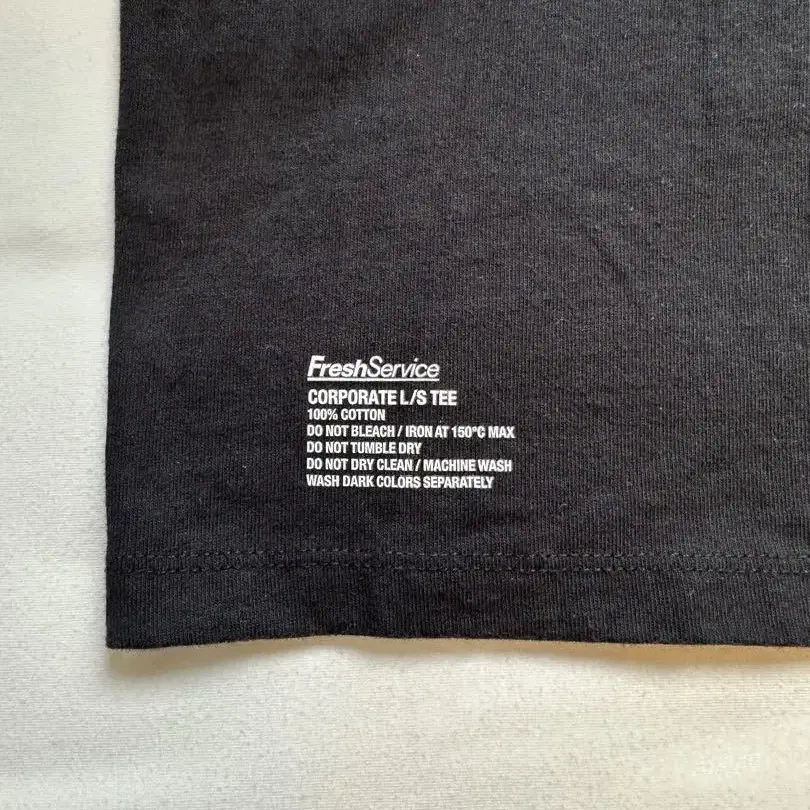 FreshService
CORPORATE L/S TEE
100% COTTON
DO NOT BLEACH / IRON AT 150°C MAX
DO NOT TUMBLE DRY
DO NOT DRY CLEAN / MACHINE WASH
WASH DARK COLORS SEPARATELY